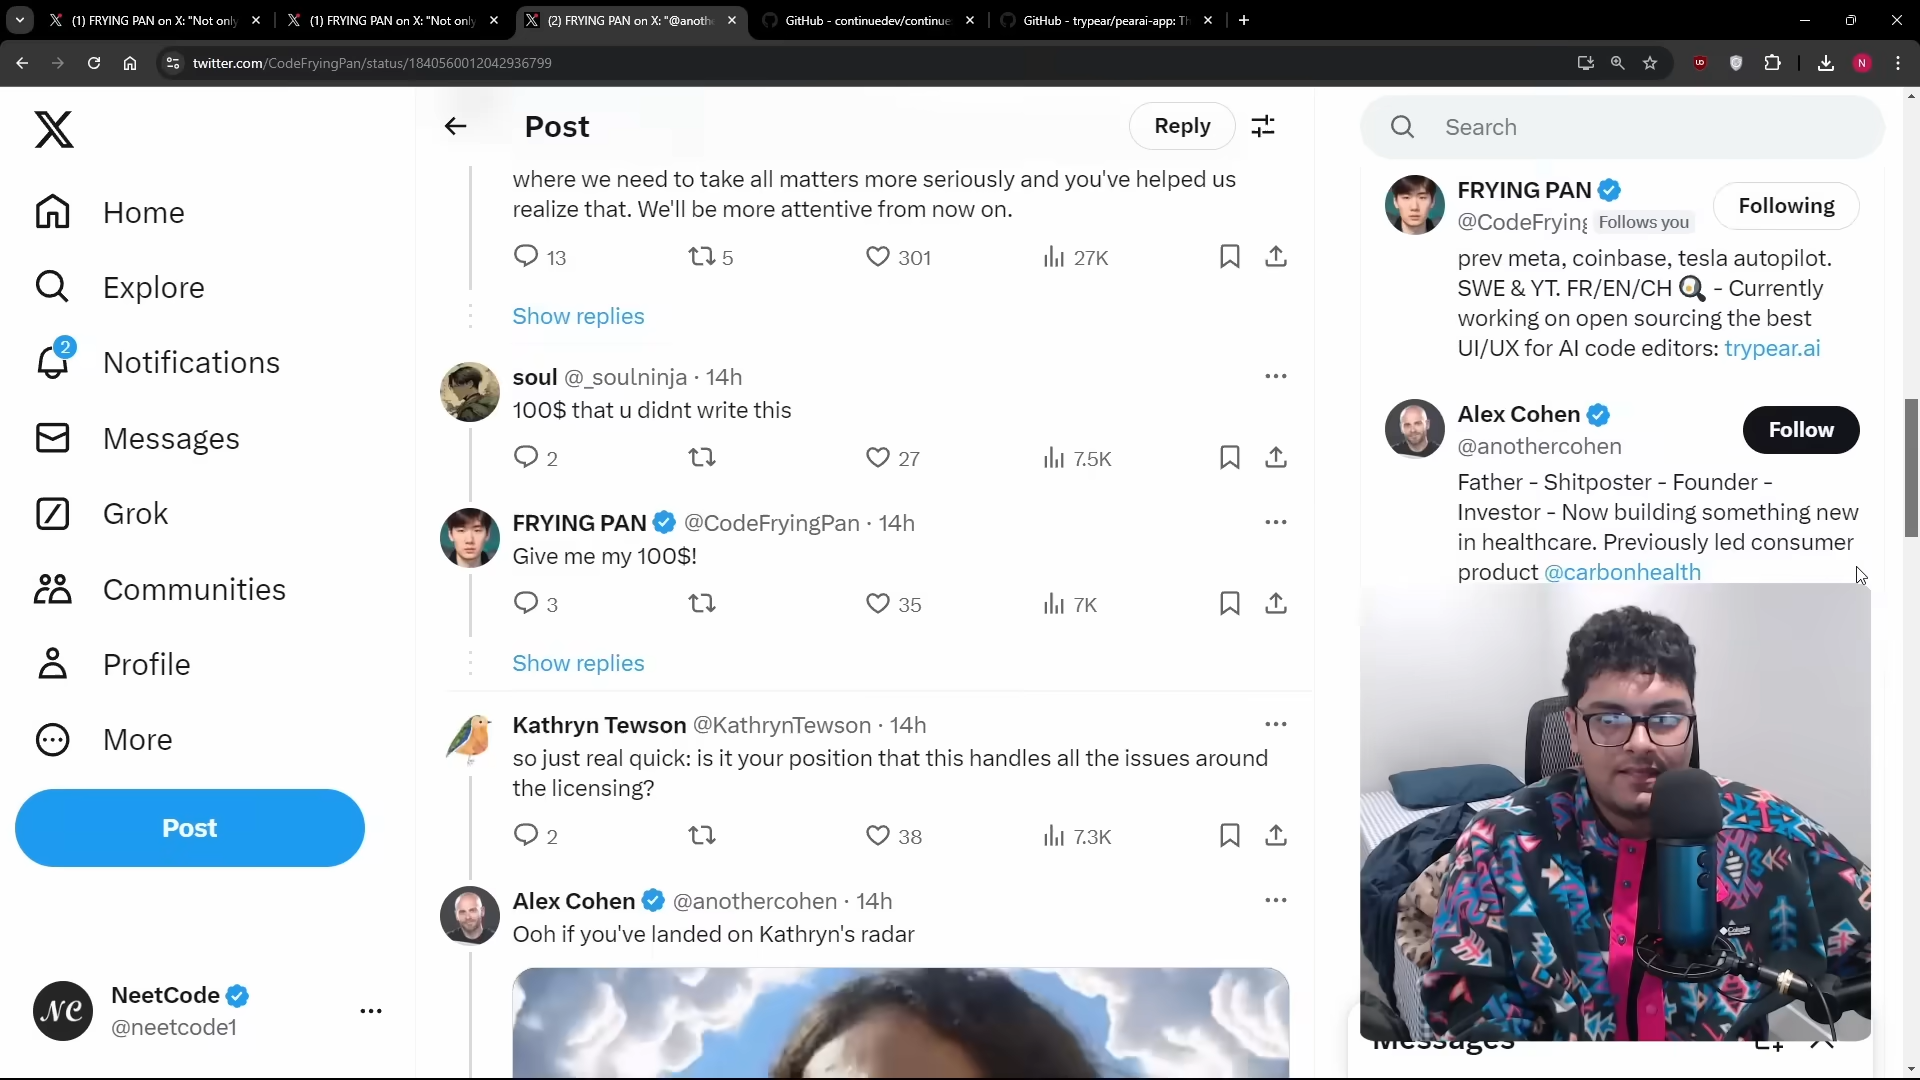 (1) FRYING PAN on X: "Not only
(1) FRYING PAN on X: "Not only
(2) FRYING PAN on X: "@anoth
GitHub - continuedev/continue
GitHub - trypear/pearai-app: Th
twitter.com/CodeFryingPan/status/1840560012042936799
N
Home
Explore
2
Notifications
Messages
Grok
Communities
Profile
More
Post
NeetCode
@neetcode1
NC
Post
Reply
where we need to take all matters more seriously and you've helped us
realize that. We'll be more attentive from now on.
13 5 301 27K
Show replies
soul @_soulninja · 14h
100$ that u didnt write this
2 27 7.5K
FRYING PAN @CodeFryingPan · 14h
Give me my 100$!
3 35 7K
Show replies
Kathryn Tewson @KathrynTewson · 14h
so just real quick: is it your position that this handles all the issues around
the licensing?
2 38 7.3K
Alex Cohen @anothercohen · 14h
Ooh if you've landed on Kathryn's radar
Search
FRYING PAN
@CodeFrying Follows you
Following
prev meta, coinbase, tesla autopilot.
SWE & YT. FR/EN/CH - Currently
working on open sourcing the best
UI/UX for AI code editors: trypear.ai
Alex Cohen
@anothercohen
Follow
Father - Shitposter - Founder -
Investor - Now building something new
in healthcare. Previously led consumer
product @carbonhealth
Columbia
Messages